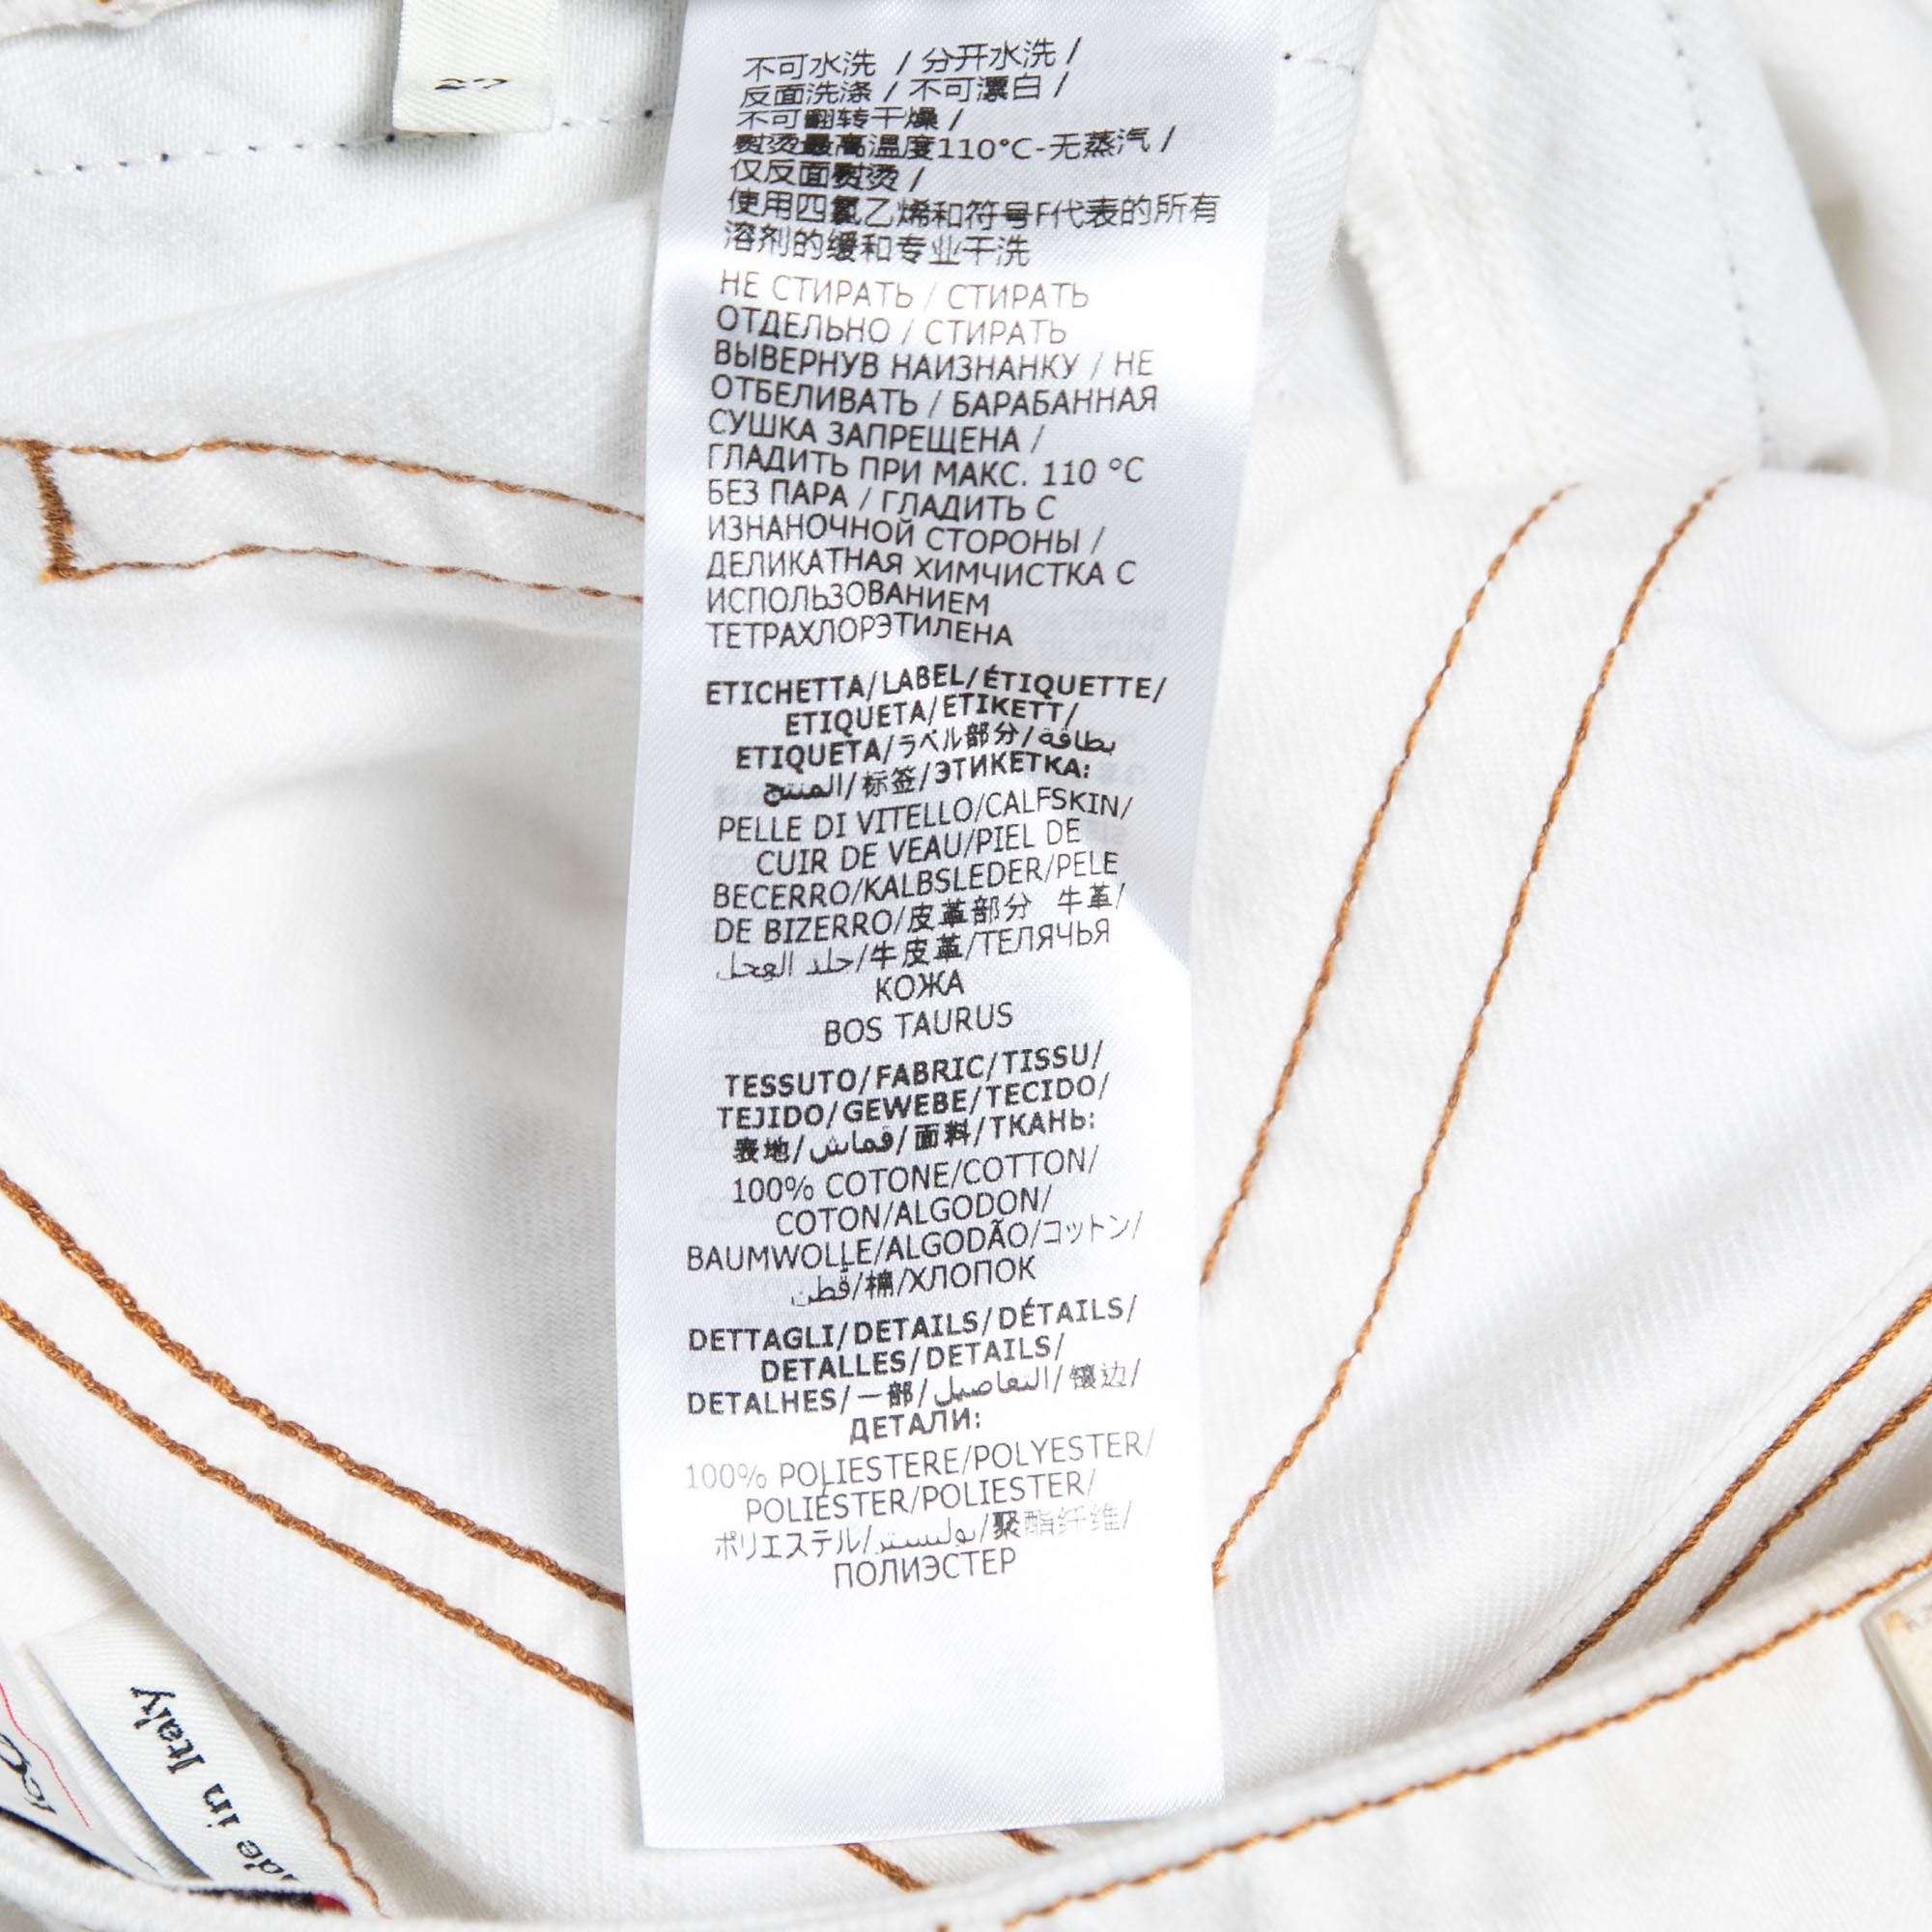 27
不可水洗 / 分开水洗 /
反面洗涤 / 不可漂白 /
不可翻转干燥 /
熨烫最高温度110°C-无蒸汽 /
仅反面熨烫 /
使用四氯乙烯和符号F代表的所有
溶剂的缓和专业干洗
НЕ СТИРАТЬ / СТИРАТЬ
ОТДЕЛЬНО / СТИРАТЬ
ВЫВЕРНУВ НАИЗНАНКУ / НЕ
ОТБЕЛИВАТЬ / БАРАБАННАЯ
СУШКА ЗАПРЕЩЕНА /
ГЛАДИТЬ ПРИ МАКС. 110 °C
БЕЗ ПАРА / ГЛАДИТЬ С
ИЗНАНОЧНОЙ СТОРОНЫ /
ДЕЛИКАТНАЯ ХИМЧИСТКА С
ИСПОЛЬЗОВАНИЕМ
ТЕТРАХЛОРЭТИЛЕНА
ETICHETTA/LABEL/ÉTIQUETTE/
ETIQUETA/ETIKETT/
ETIQUETA/ラベル部分/بطاقة
المنتج/标签/ЭТИКЕТКА:
PELLE DI VITELLO/CALFSKIN/
CUIR DE VEAU/PIEL DE
BECERRO/KALBSLEDER/PELE
DE BIZERRO/皮革部分 牛革/
جلد العجل/牛皮革/ТЕЛЯЧЬЯ
КОЖА
BOS TAURUS
TESSUTO/FABRIC/TISSU/
TEJIDO/GEWEBE/TECIDO/
表地/قماش/面料/ТКАНЬ:
100% COTONE/COTTON/
COTON/ALGODON/
BAUMWOLLE/ALGODÃO/コットン/
قطن/棉/ХЛОПОК
DETTAGLI/DETAILS/DÉTAILS/
DETALLES/DETAILS/
DETALHES/一部/التفاصيل/镶边/
ДЕТАЛИ:
100% POLIESTERE/POLYESTER/
POLIÉSTER/POLIESTER/
ポリエステル/بوليستر/聚酯纤维/
ПОЛИЭСТЕР
de in Italy